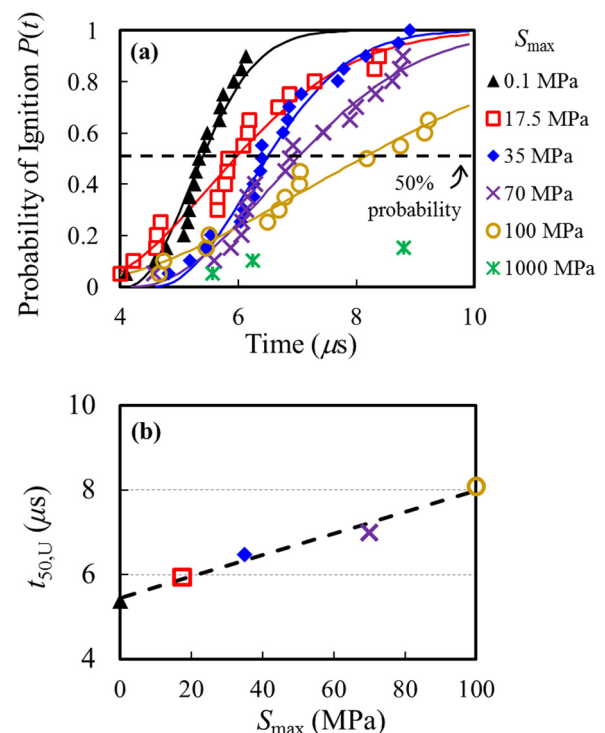 (a)
Probability of Ignition P(t)
1
0.8
0.6
0.4
0.2
0
4
6
8
10
Time (μs)
50%
probability
Smax
0.1 MPa
17.5 MPa
35 MPa
70 MPa
100 MPa
1000 MPa
(b)
t50,U (μs)
8
6
4
0
20
40
60
80
100
Smax (MPa)